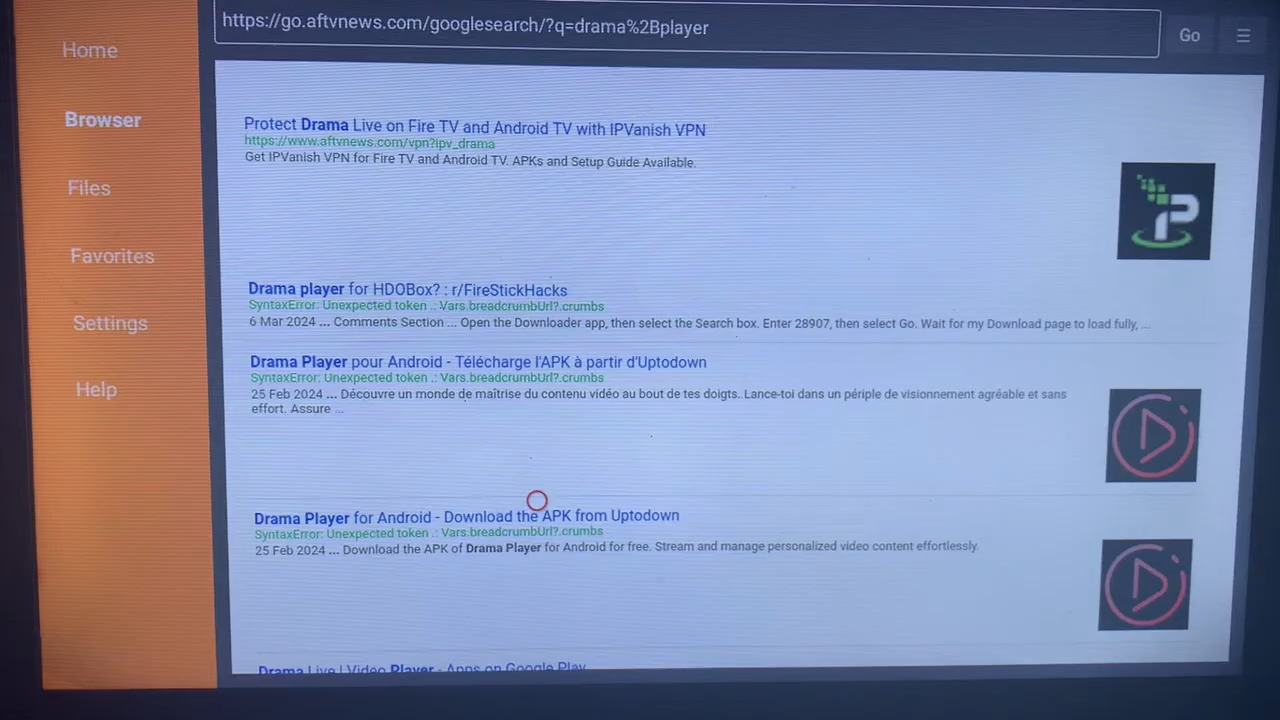 https://go.aftvnews.com/googlesearch/?q=drama%2Bplayer
Go
☰
Home
Browser
Files
Favorites
Settings
Help
Protect Drama Live on Fire TV and Android TV with IPVanish VPN
https://www.aftvnews.com/vpn?ipv_drama
Get IPVanish VPN for Fire TV and Android TV. APKs and Setup Guide Available.
Drama player for HDOBox? : r/FireStickHacks
SyntaxError: Unexpected token .: Vars.breadcrumbUrl?.crumbs
6 Mar 2024 ... Comments Section ... Open the Downloader app, then select the Search box. Enter 28907, then select Go. Wait for my Download page to load fully, ...
Drama Player pour Android - Télécharge l'APK à partir d'Uptodown
SyntaxError: Unexpected token .: Vars.breadcrumbUrl?.crumbs
25 Feb 2024 ... Découvre un monde de maîtrise du contenu vidéo au bout de tes doigts. Lance-toi dans un périple de visionnement agréable et sans
effort. Assure ...
Drama Player for Android - Download the APK from Uptodown
SyntaxError: Unexpected token .: Vars.breadcrumbUrl?.crumbs
25 Feb 2024 ... Download the APK of Drama Player for Android for free. Stream and manage personalized video content effortlessly.
Drama Live | Video Player - Apps on Google Play